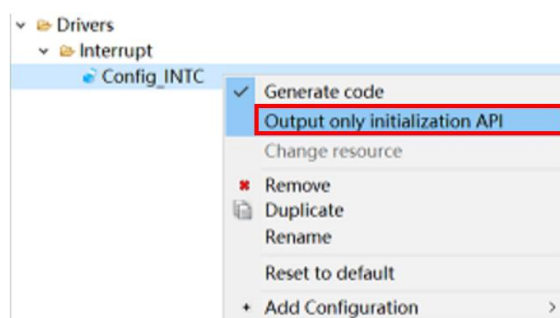 Drivers
Interrupt
Config_INTC
Generate code
Output only initialization API
Change resource
Remove
Duplicate
Rename
Reset to default
Add Configuration